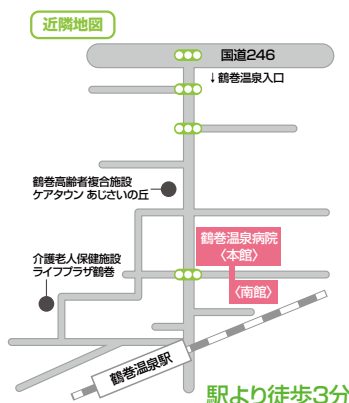 近隣地図
国道246
↓鶴巻温泉入口
鶴巻高齢者複合施設
ケアタウン あじさいの丘
鶴巻温泉病院
〈本館〉
介護老人保健施設
ライフプラザ鶴巻
〈南館〉
鶴巻温泉駅
駅より徒歩3分